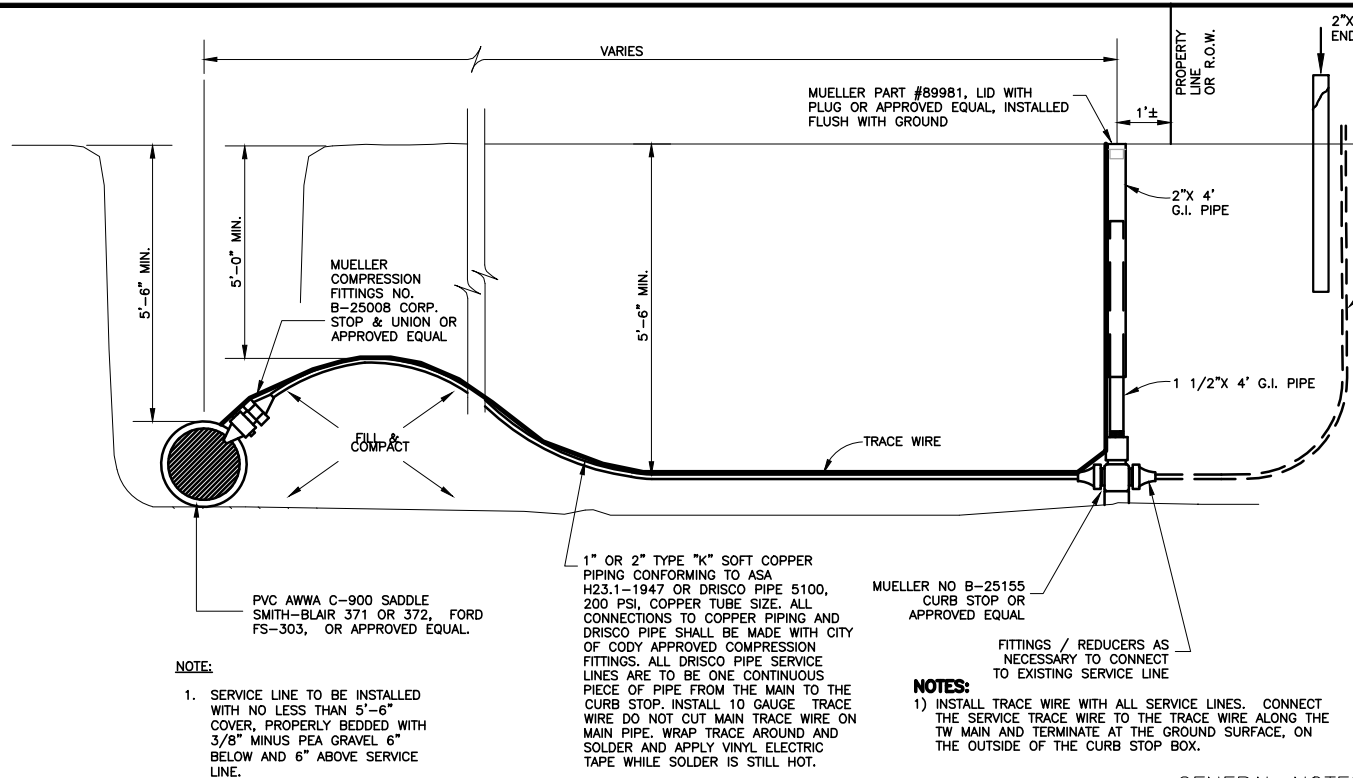 VARIES
2"X
END
PROPERTY
LINE
OR R.O.W.
MUELLER PART #89981, LID WITH
PLUG OR APPROVED EQUAL, INSTALLED
FLUSH WITH GROUND
1'±
2"X 4'
G.I. PIPE
5'-6" MIN.
5'-0" MIN.
MUELLER
COMPRESSION
FITTINGS NO.
B-25008 CORP.
STOP & UNION OR
APPROVED EQUAL
5'-6" MIN.
1 1/2"X 4' G.I. PIPE
FILL &
COMPACT
TRACE WIRE
PVC AWWA C-900 SADDLE
SMITH-BLAIR 371 OR 372, FORD
FS-303, OR APPROVED EQUAL.
1" OR 2" TYPE "K" SOFT COPPER
PIPING CONFORMING TO ASA
H23.1-1947 OR DRISCO PIPE 5100,
200 PSI, COPPER TUBE SIZE. ALL
CONNECTIONS TO COPPER PIPING AND
DRISCO PIPE SHALL BE MADE WITH CITY
OF CODY APPROVED COMPRESSION
FITTINGS. ALL DRISCO PIPE SERVICE
LINES ARE TO BE ONE CONTINUOUS
PIECE OF PIPE FROM THE MAIN TO THE
CURB STOP. INSTALL 10 GAUGE TRACE
WIRE DO NOT CUT MAIN TRACE WIRE ON
MAIN PIPE. WRAP TRACE AROUND AND
SOLDER AND APPLY VINYL ELECTRIC
TAPE WHILE SOLDER IS STILL HOT.
MUELLER NO B-25155
CURB STOP OR
APPROVED EQUAL
FITTINGS / REDUCERS AS
NECESSARY TO CONNECT
TO EXISTING SERVICE LINE
NOTE:
1. SERVICE LINE TO BE INSTALLED
WITH NO LESS THAN 5'-6"
COVER, PROPERLY BEDDED WITH
3/8" MINUS PEA GRAVEL 6"
BELOW AND 6" ABOVE SERVICE
LINE.
NOTES:
1) INSTALL TRACE WIRE WITH ALL SERVICE LINES. CONNECT
THE SERVICE TRACE WIRE TO THE TRACE WIRE ALONG THE
TW MAIN AND TERMINATE AT THE GROUND SURFACE, ON
THE OUTSIDE OF THE CURB STOP BOX.